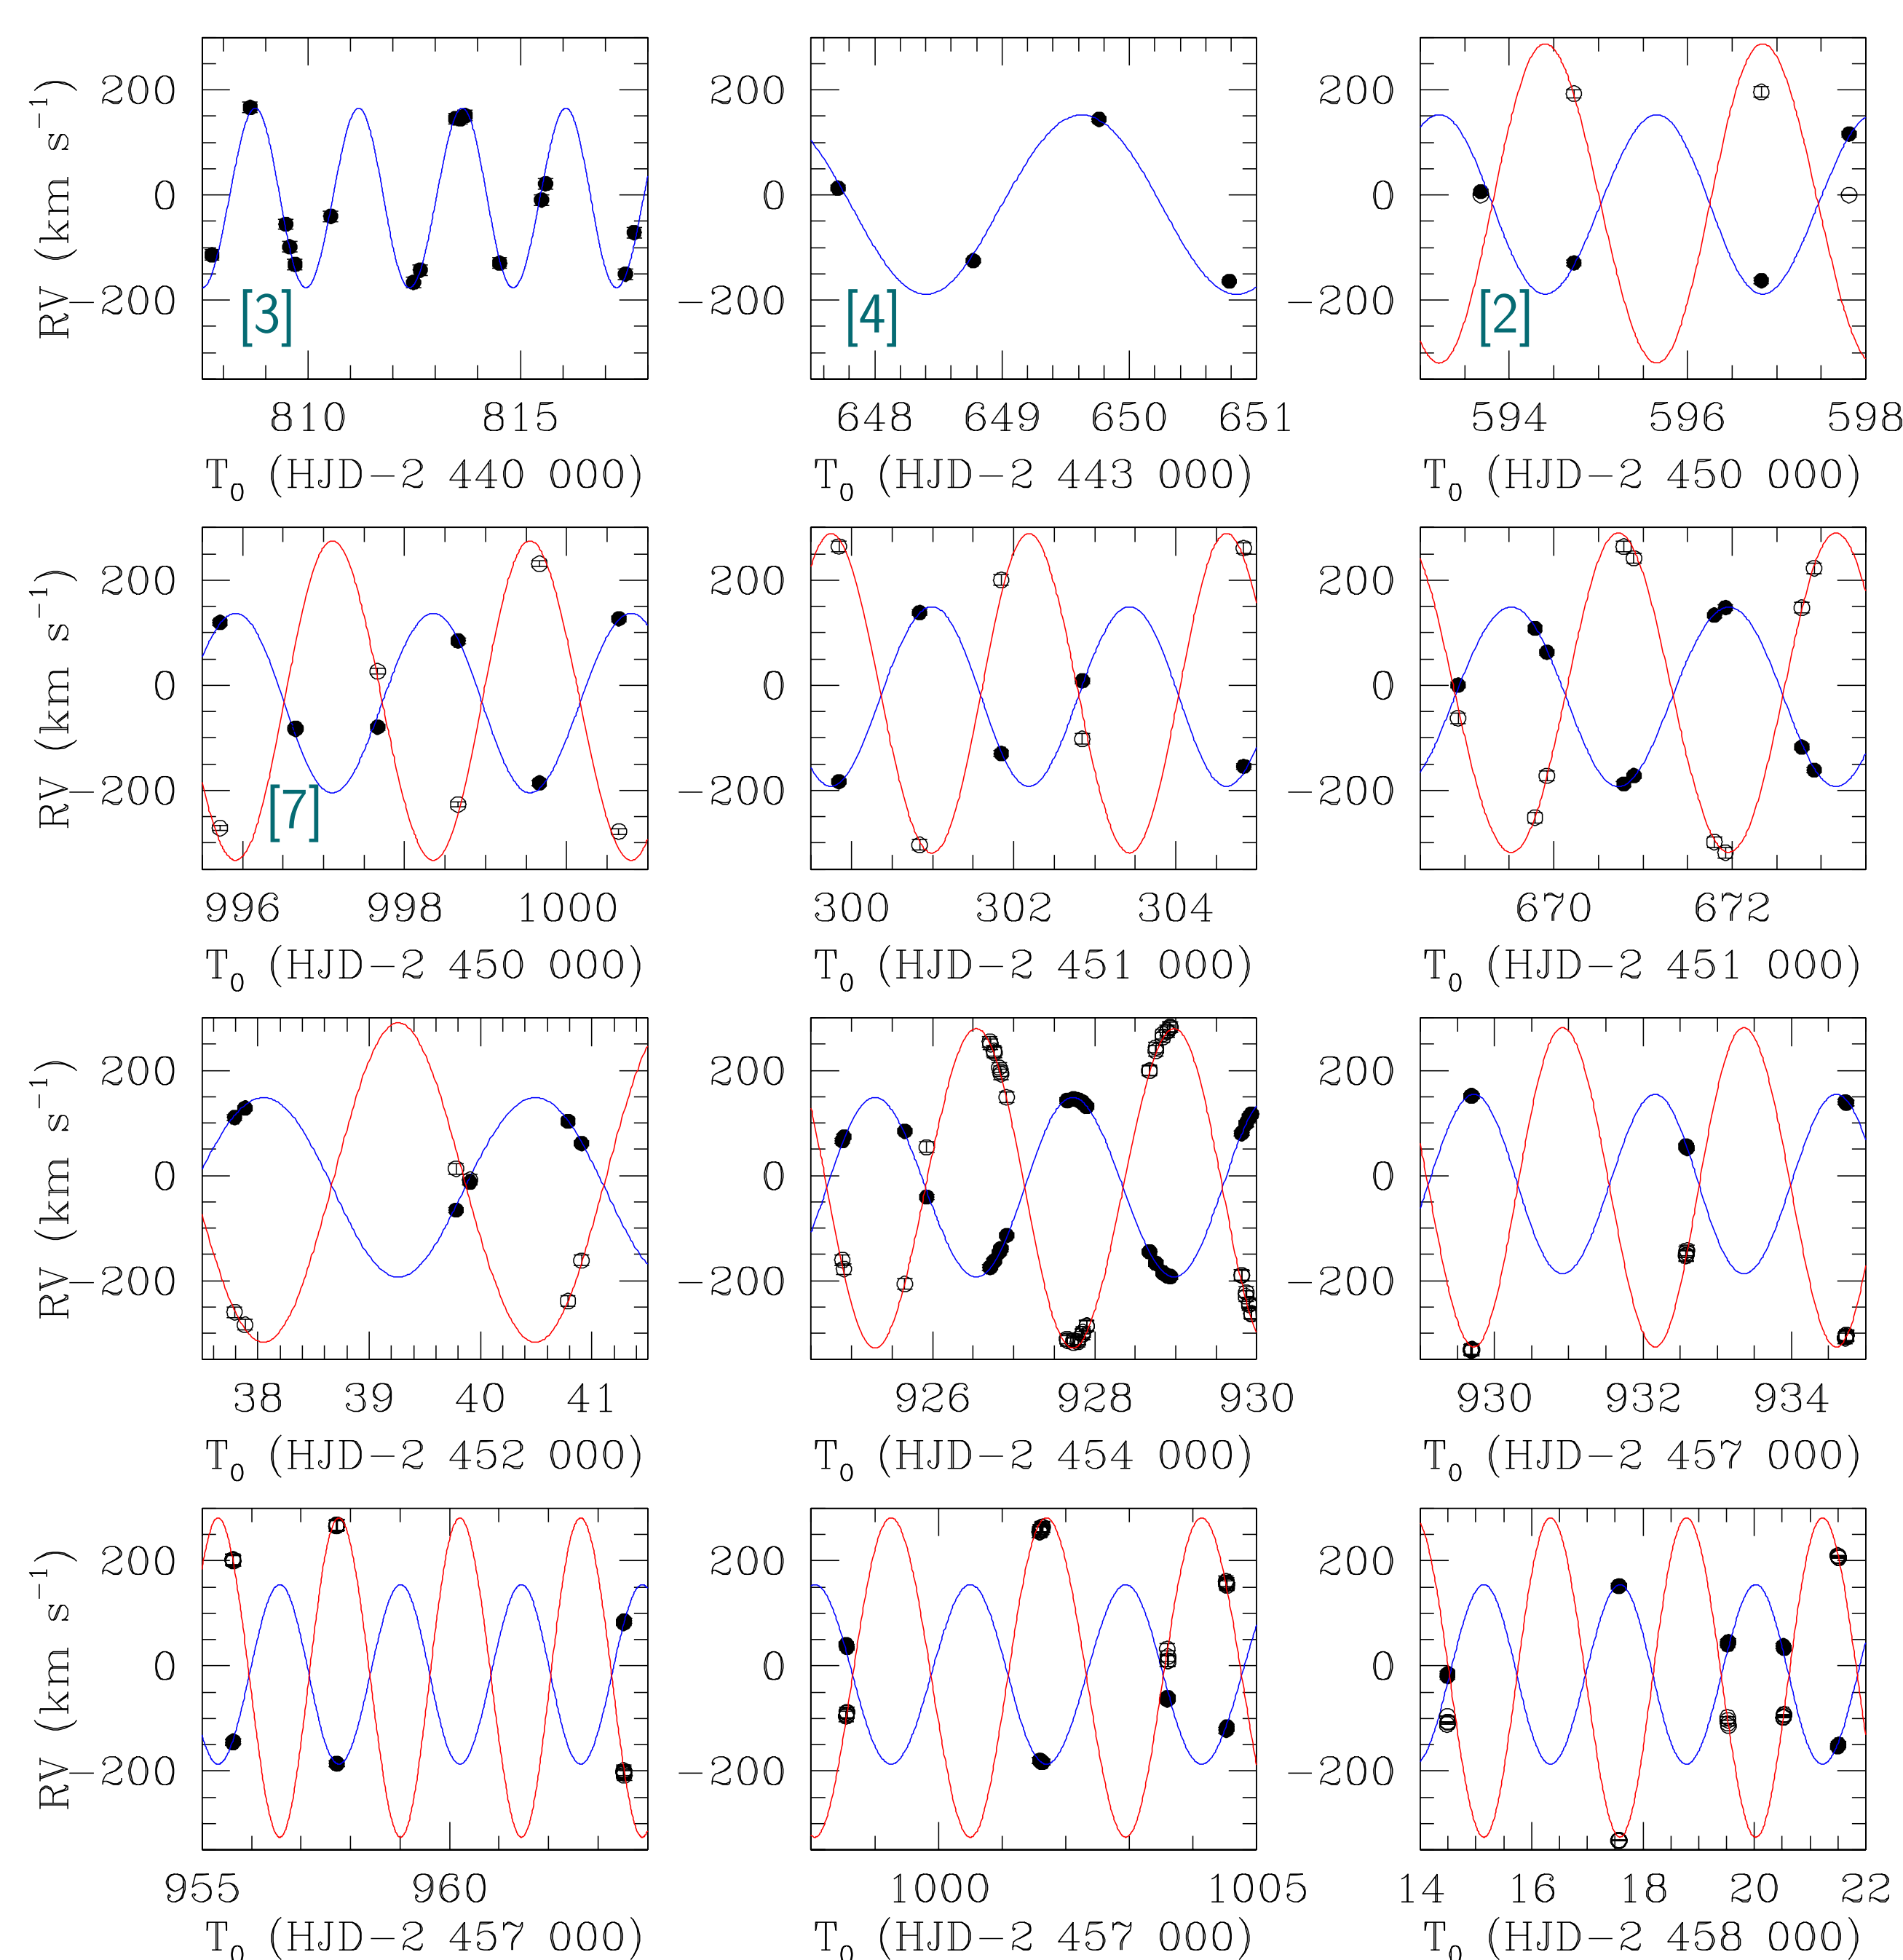 RV (km s⁻¹)
200
0
−200
[3]
810 815
T₀ (HJD−2 440 000)
200
0
−200
[4]
648 649 650 651
T₀ (HJD−2 443 000)
200
0
−200
[2]
594 596 598
T₀ (HJD−2 450 000)
RV (km s⁻¹)
200
0
−200
[7]
996 998 1000
T₀ (HJD−2 450 000)
200
0
−200
300 302 304
T₀ (HJD−2 451 000)
200
0
−200
670 672
T₀ (HJD−2 451 000)
RV (km s⁻¹)
200
0
−200
38 39 40 41
T₀ (HJD−2 452 000)
200
0
−200
926 928 930
T₀ (HJD−2 454 000)
200
0
−200
930 932 934
T₀ (HJD−2 457 000)
RV (km s⁻¹)
200
0
−200
955 960
T₀ (HJD−2 457 000)
200
0
−200
1000 1005
T₀ (HJD−2 457 000)
200
0
−200
14 16 18 20 22
T₀ (HJD−2 458 000)